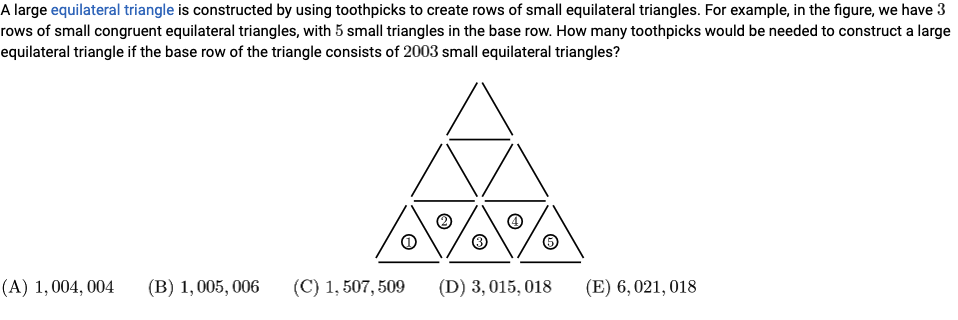 A large equilateral triangle is constructed by using toothpicks to create rows of small equilateral triangles. For example, in the figure, we have 3
rows of small congruent equilateral triangles, with 5 small triangles in the base row. How many toothpicks would be needed to construct a large
equilateral triangle if the base row of the triangle consists of 2003 small equilateral triangles?
② ④
① ③ ⑤
(A) 1,004,004 (B) 1,005,006 (C) 1,507,509 (D) 3,015,018 (E) 6,021,018